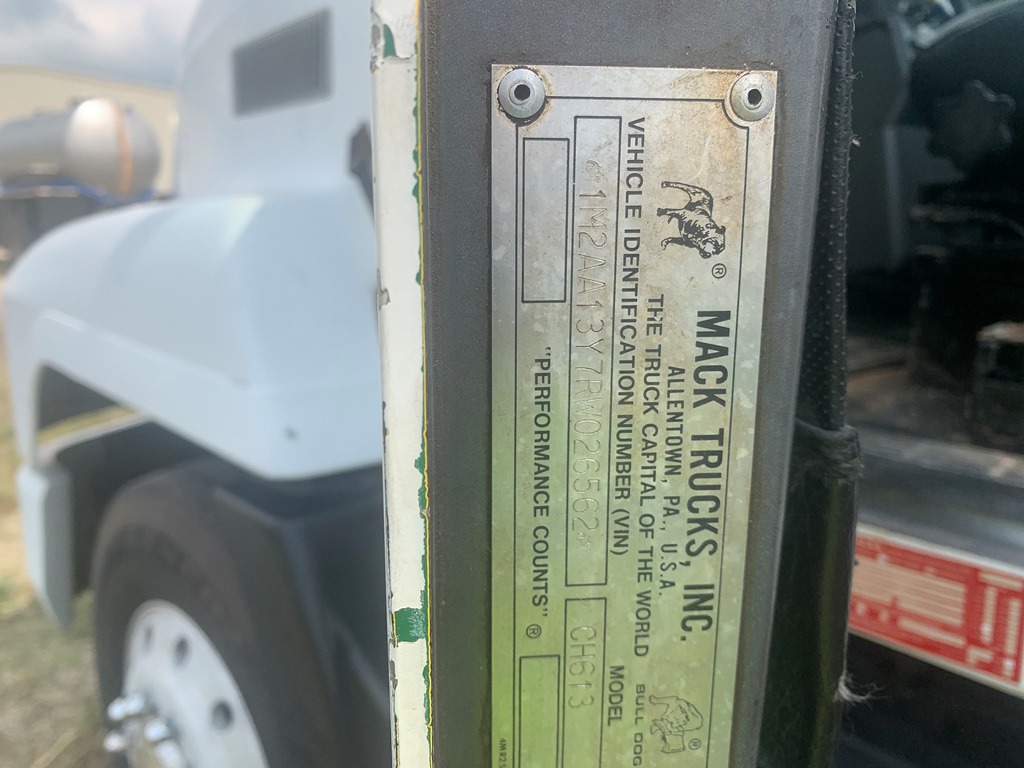 ®
MACK TRUCKS, INC.
ALLENTOWN, PA., U.S.A.
THE TRUCK CAPITAL OF THE WORLD
BULL DOG ®
VEHICLE IDENTIFICATION NUMBER (VIN)
MODEL
*1M2AA13Y7RW026562*
CH613
"PERFORMANCE COUNTS" ®